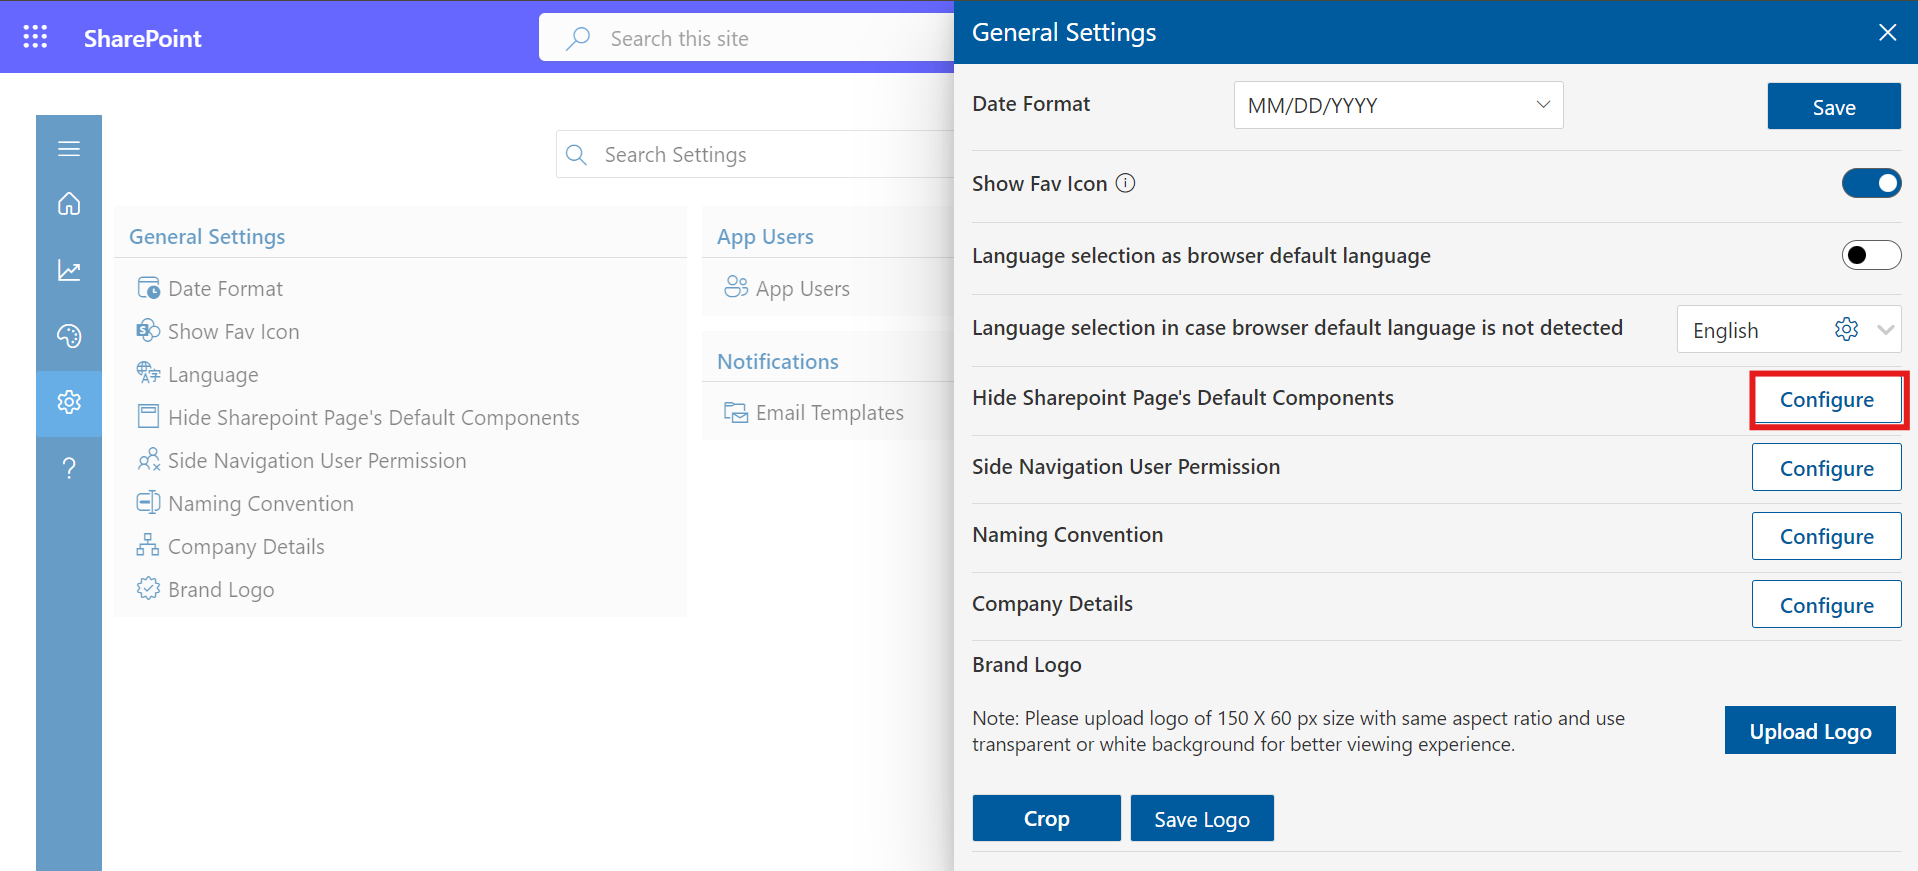 SharePoint
Search this site
Search Settings
General Settings
Date Format
Show Fav Icon
Language
Hide Sharepoint Page's Default Components
Side Navigation User Permission
Naming Convention
Company Details
Brand Logo
App Users
App Users
Notifications
Email Templates
General Settings
Date Format
MM/DD/YYYY
Save
Show Fav Icon
Language selection as browser default language
Language selection in case browser default language is not detected
English
Hide Sharepoint Page's Default Components
Configure
Side Navigation User Permission
Configure
Naming Convention
Configure
Company Details
Configure
Brand Logo
Note: Please upload logo of 150 X 60 px size with same aspect ratio and use
transparent or white background for better viewing experience.
Upload Logo
Crop
Save Logo